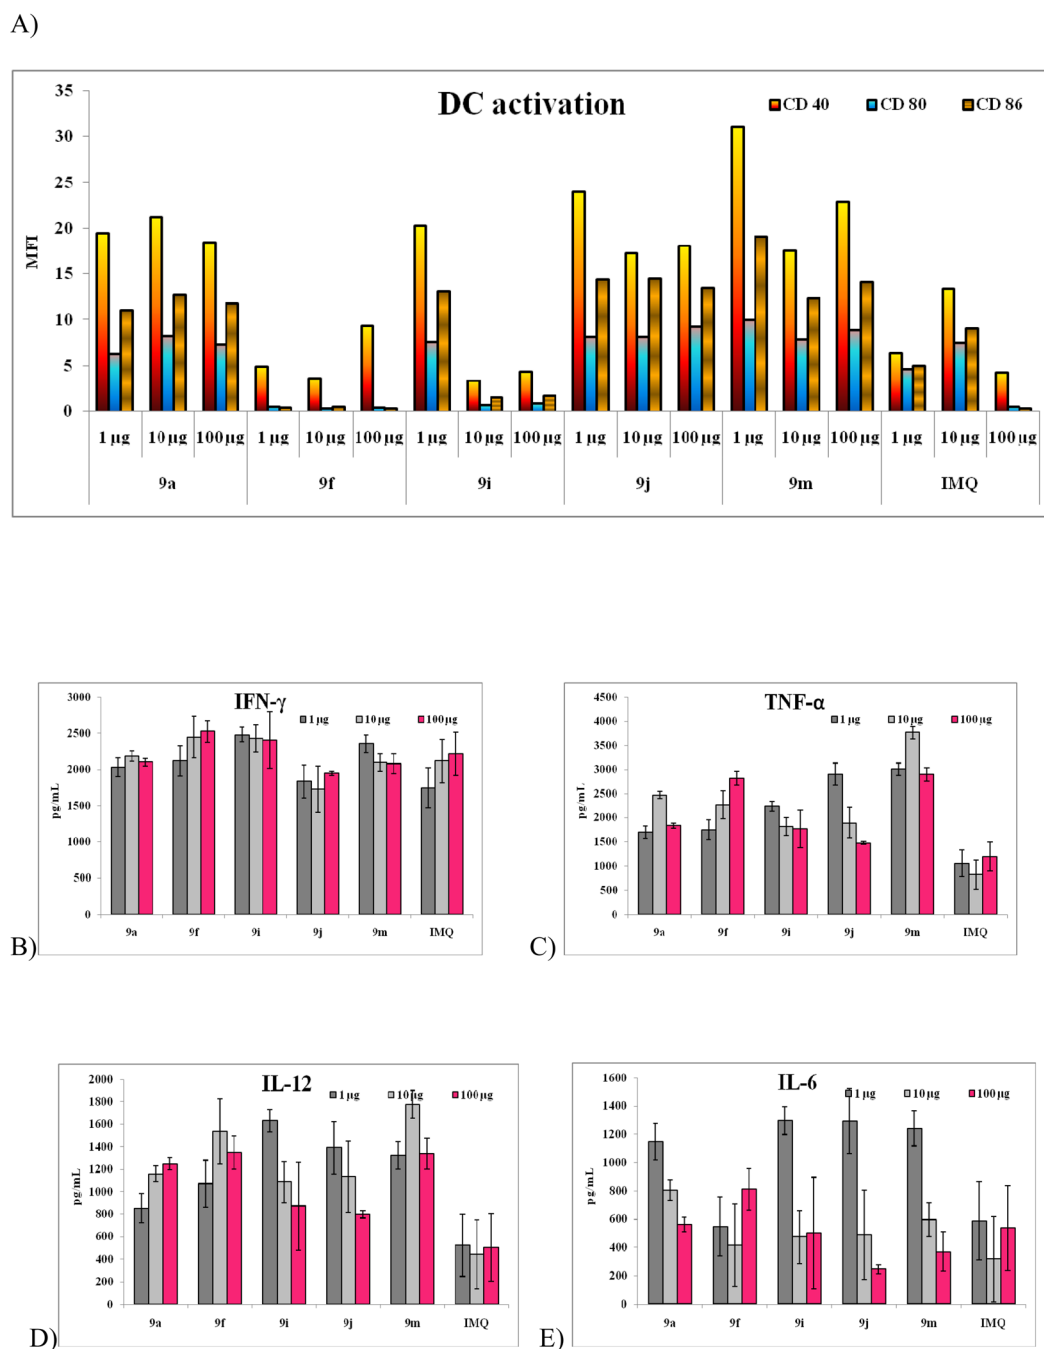 A)
DC activation
CD 40 CD 80 CD 86
MFI
35
30
25
20
15
10
5
0
1 µg 10 µg 100 µg 1 µg 10 µg 100 µg 1 µg 10 µg 100 µg 1 µg 10 µg 100 µg 1 µg 10 µg 100 µg 1 µg 10 µg 100 µg
9a 9f 9i 9j 9m IMQ
IFN-γ
1 µg 10 µg 100 µg
pg/mL
3000
2500
2000
1500
1000
500
0
9a 9f 9i 9j 9m IMQ
B)
TNF-α
1 µg 10 µg 100 µg
pg/mL
4500
4000
3500
3000
2500
2000
1500
1000
500
0
9a 9f 9i 9j 9m IMQ
C)
IL-12
1 µg 10 µg 100 µg
pg/mL
2000
1800
1600
1400
1200
1000
800
600
400
200
0
9a 9f 9i 9j 9m IMQ
D)
IL-6
1 µg 10 µg 100 µg
pg/mL
1600
1400
1200
1000
800
600
400
200
0
9a 9f 9i 9j 9m IMQ
E)